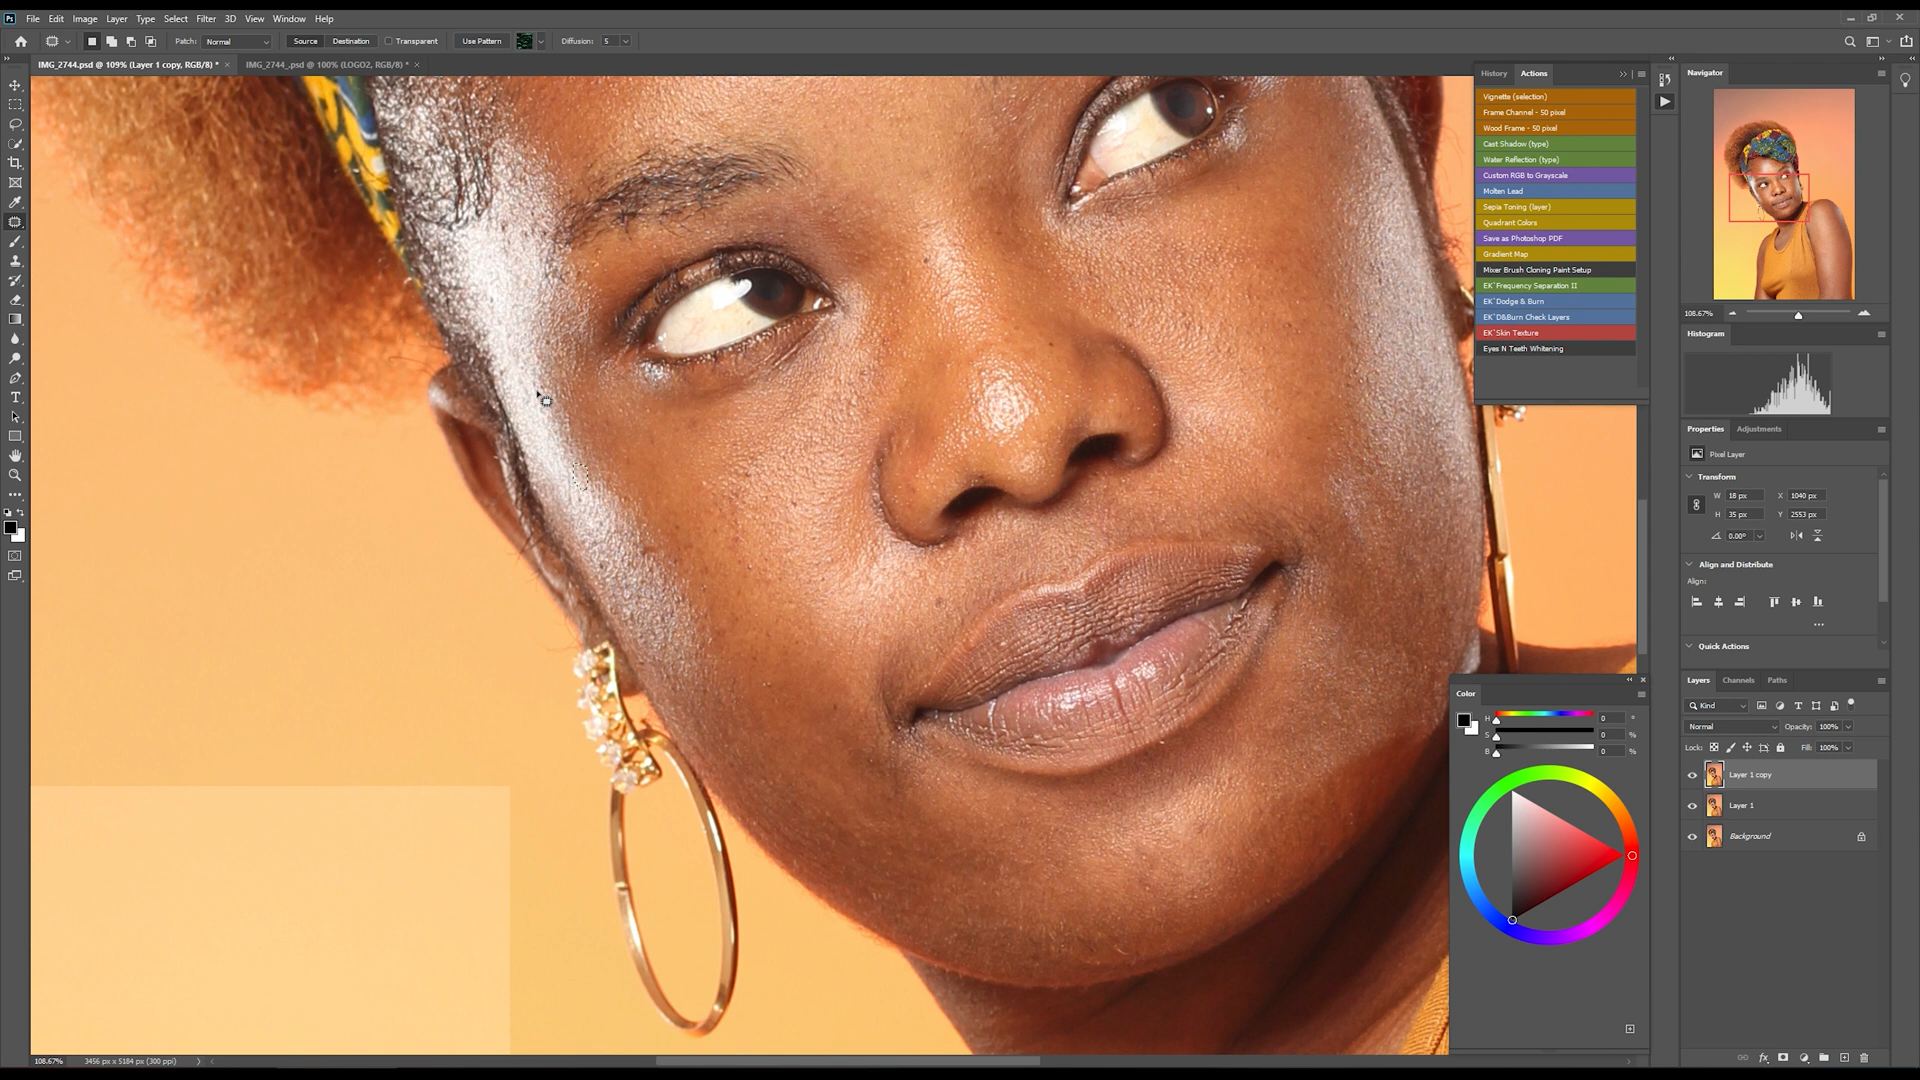 Ps File Edit Image Layer Type Select Filter 3D View Window Help
Patch: Normal Source Destination Transparent Use Pattern Diffusion: 5
IMG_2744.psd @ 109% (Layer 1 copy, RGB/8) * × IMG_2744_.psd @ 100% (LOGO2, RGB/8) * ×
History Actions
Vignette (selection)
Frame Channel - 50 pixel
Wood Frame - 50 pixel
Cast Shadow (type)
Water Reflection (type)
Custom RGB to Grayscale
Molten Lead
Sepia Toning (layer)
Quadrant Colors
Save as Photoshop PDF
Gradient Map
Mixer Brush Cloning Paint Setup
EK`Frequency Separation II
EK`Dodge & Burn
EK`D&Burn Check Layers
EK`Skin Texture
Eyes N Teeth Whitening
Navigator
108.67%
Histogram
Properties Adjustments
Pixel Layer
Transform
W 18 px X 1040 px
H 35 px Y 2553 px
0.00°
Align and Distribute
Align:
Quick Actions
Layers Channels Paths
Kind
Normal Opacity: 100%
Lock: Fill: 100%
Layer 1 copy
Layer 1
Background
Color
H 0 °
S 0 %
B 0 %
108.67% 3456 px x 5184 px (300 ppi)